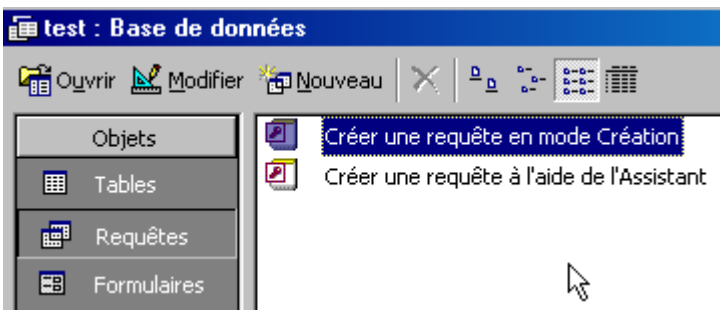 test : Base de données
Ouvrir Modifier Nouveau
Objets
Créer une requête en mode Création
Tables
Créer une requête à l'aide de l'Assistant
Requêtes
Formulaires